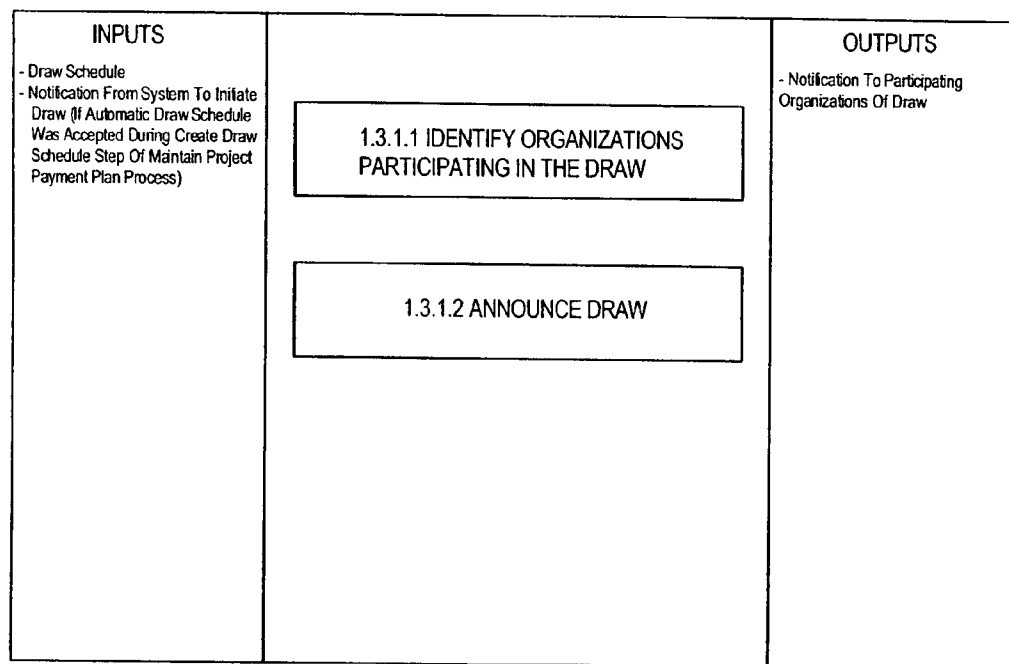 INPUTS
- Draw Schedule
- Notification From System To Initiate
Draw (If Automatic Draw Schedule
Was Accepted During Create Draw
Schedule Step Of Maintain Project
Payment Plan Process)
1.3.1.1 IDENTIFY ORGANIZATIONS
PARTICIPATING IN THE DRAW
1.3.1.2 ANNOUNCE DRAW
OUTPUTS
- Notification To Participating
Organizations Of Draw